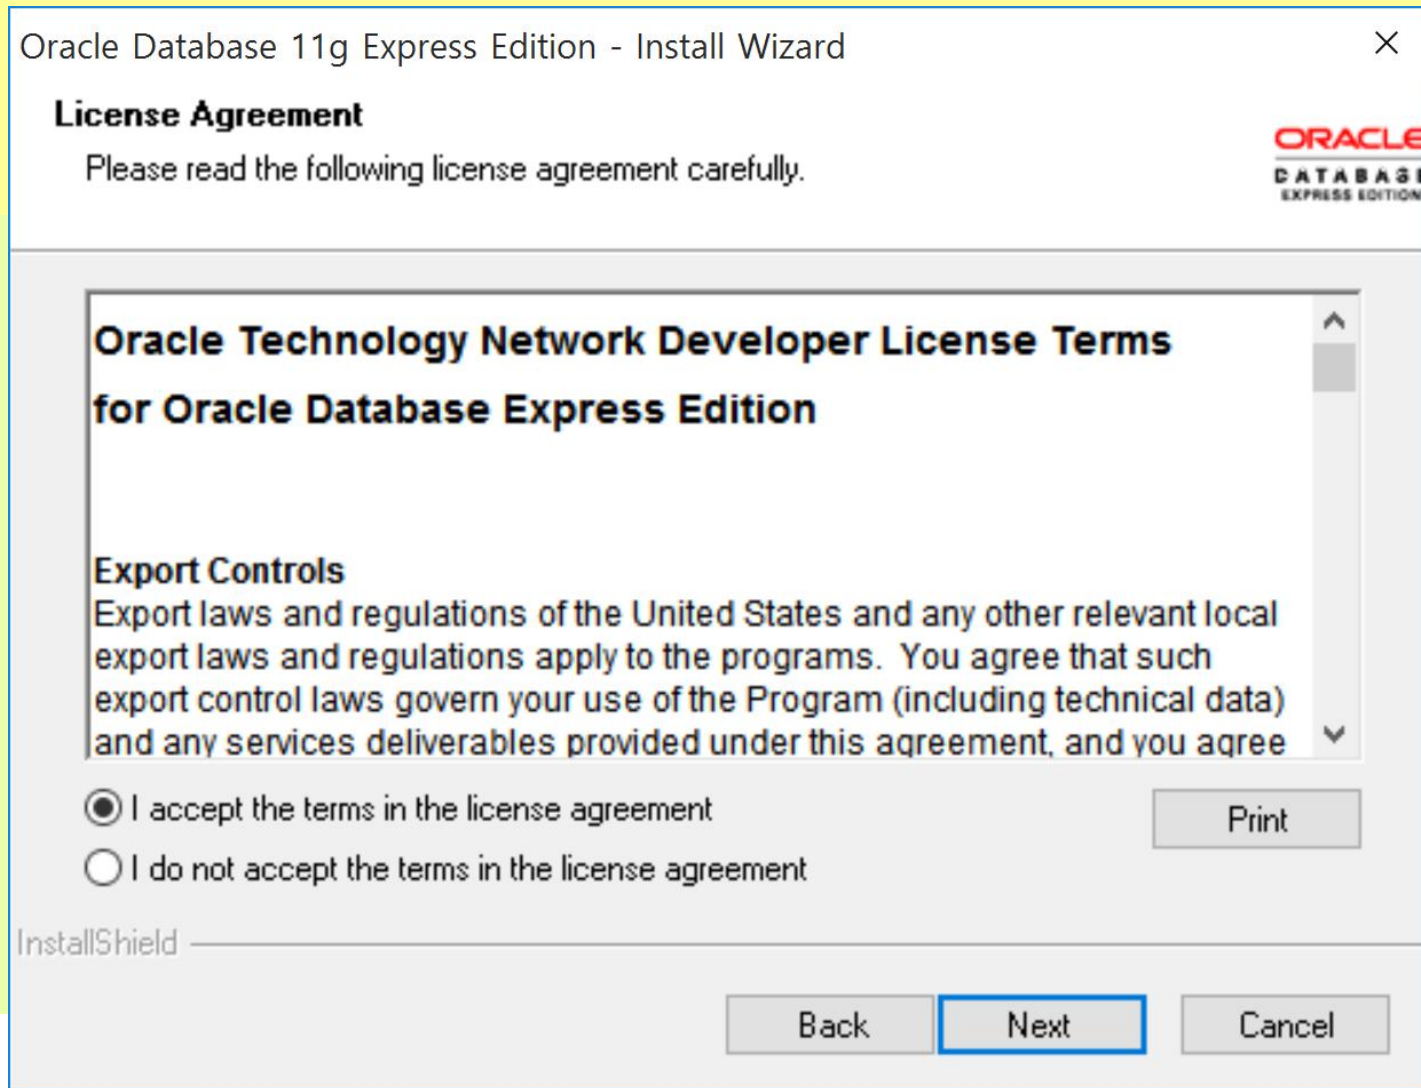 Oracle Database 11g Express Edition - Install Wizard
License Agreement
Please read the following license agreement carefully.
ORACLE
DATABASE
EXPRESS EDITION
Oracle Technology Network Developer License Terms
for Oracle Database Express Edition
Export Controls
Export laws and regulations of the United States and any other relevant local
export laws and regulations apply to the programs.  You agree that such
export control laws govern your use of the Program (including technical data)
and any services deliverables provided under this agreement, and you agree
I accept the terms in the license agreement
Print
I do not accept the terms in the license agreement
InstallShield
Back
Next
Cancel